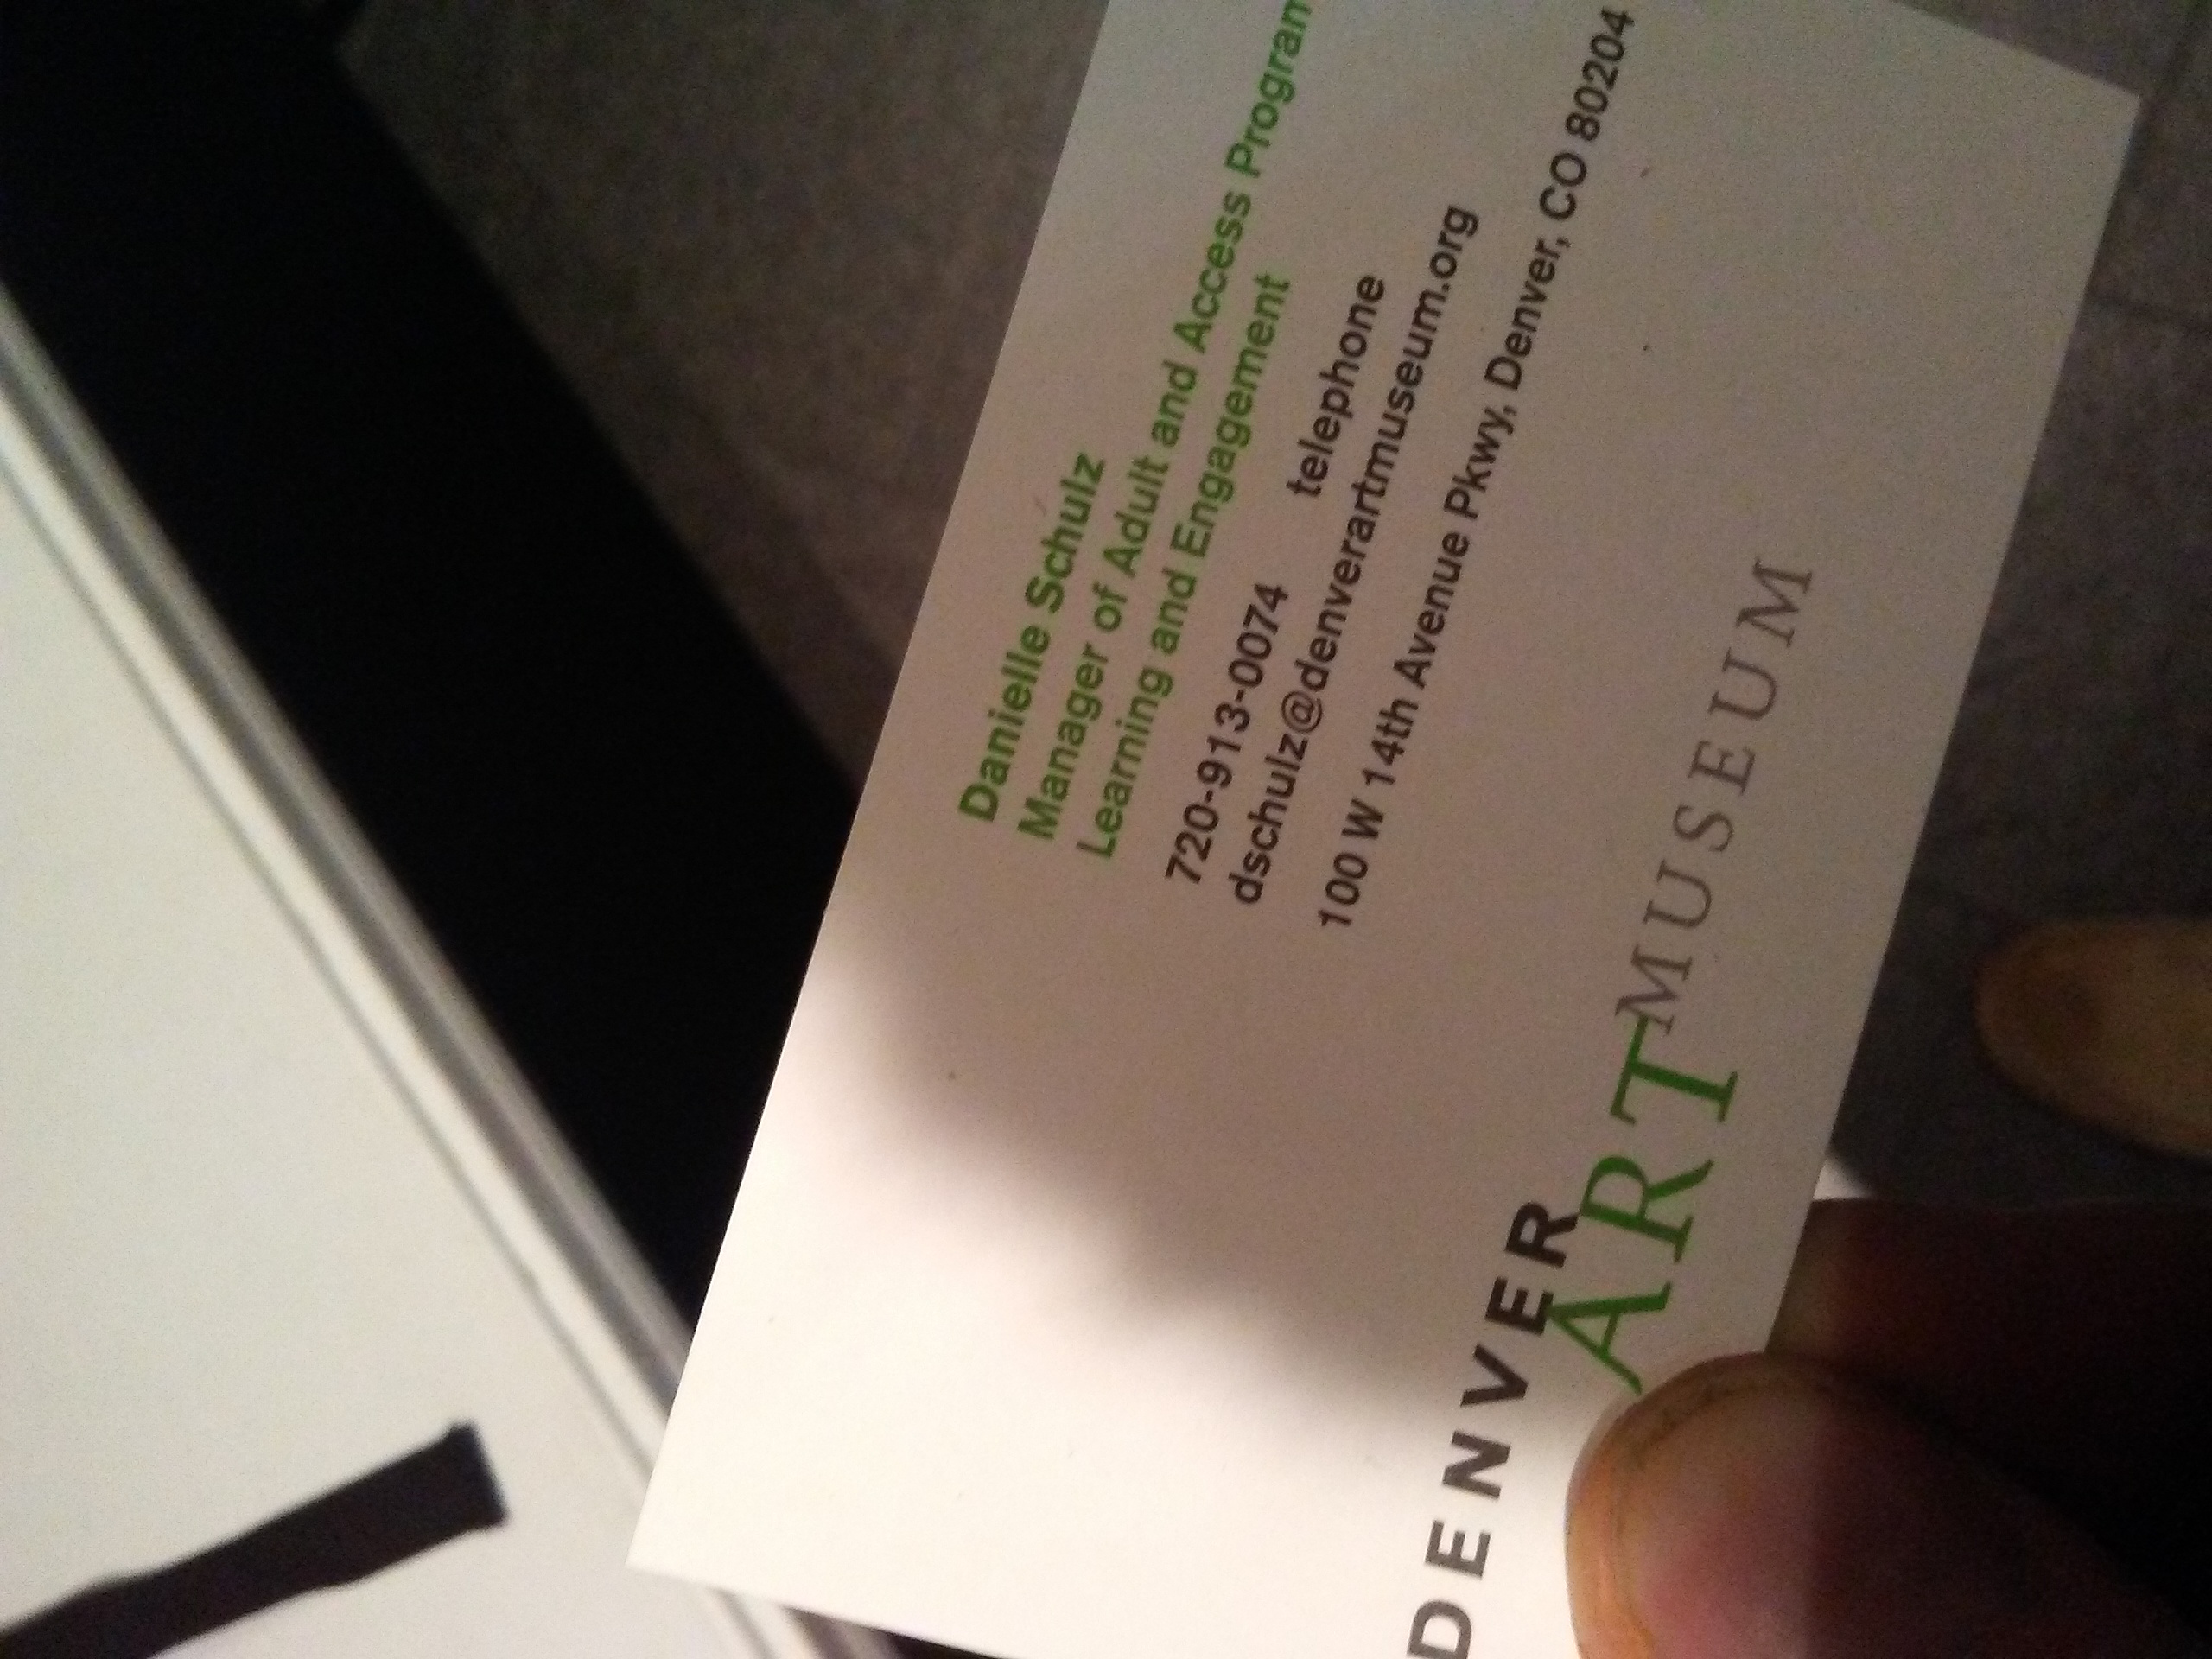 Danielle Schulz
Manager of Adult and Access Program
Learning and Engagement
720-913-0074 telephone
dschulz@denverartmuseum.org
100 W 14th Avenue Pkwy, Denver, CO 80204
DENVER
ART MUSEUM